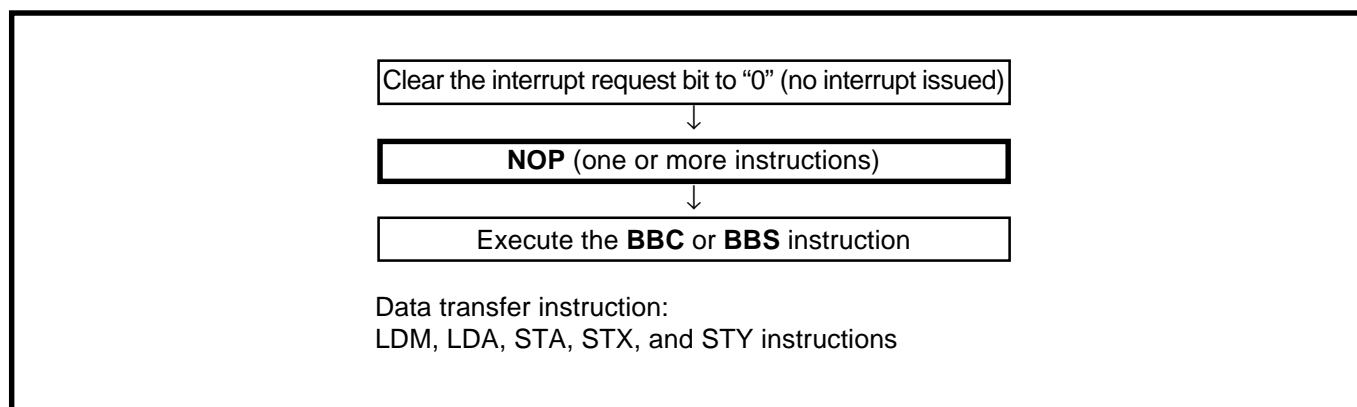 Clear the interrupt request bit to “0” (no interrupt issued)
↓
NOP (one or more instructions)
↓
Execute the BBC or BBS instruction
Data transfer instruction:
LDM, LDA, STA, STX, and STY instructions